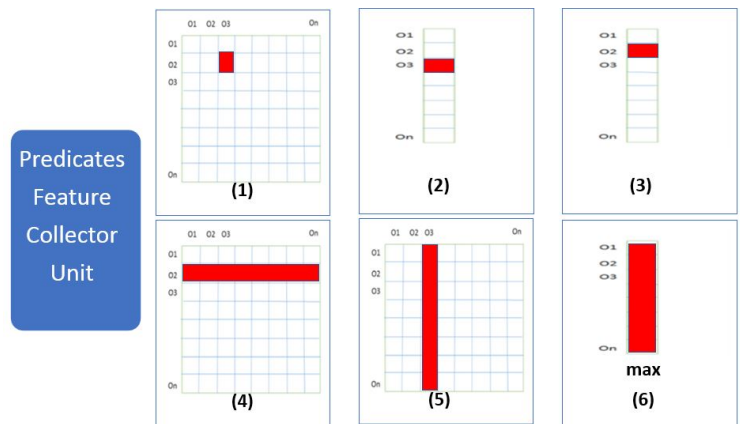 Predicates
Feature
Collector
Unit
O1 O2 O3 On
O1
O2
O3
On
(1)
O1
O2
O3
On
(2)
O1
O2
O3
On
(3)
O1 O2 O3 On
O1
O2
O3
On
(4)
O1 O2 O3 On
O1
O2
O3
On
(5)
O1
O2
O3
On
max
(6)